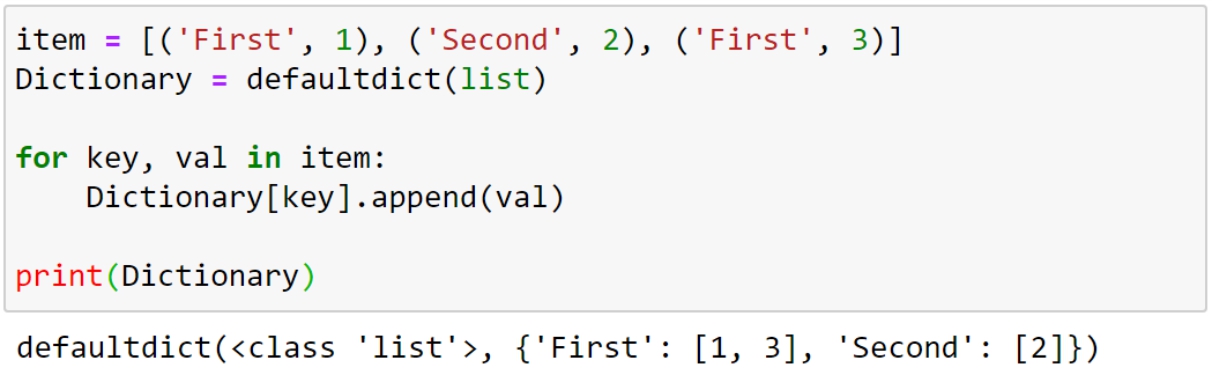 item = [('First', 1), ('Second', 2), ('First', 3)]
Dictionary = defaultdict(list)
for key, val in item:
    Dictionary[key].append(val)
print(Dictionary)
defaultdict(<class 'list'>, {'First': [1, 3], 'Second': [2]})